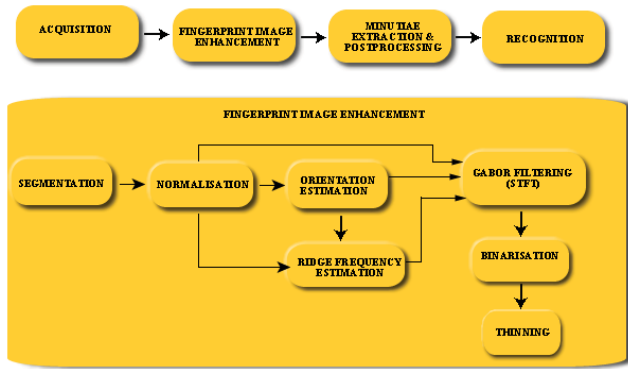 ACQUISITION
FINGERPRINT IMAGE
ENHANCEMENT
MINUTIAE
EXTRACTION &
POSTPROCESSING
RECOGNITION
FINGERPRINT IMAGE ENHANCEMENT
SEGMENTATION
NORMALISATION
ORIENTATION
ESTIMATION
GABOR FILTERING
(STFT)
RIDGE FREQUENCY
ESTIMATION
BINARISATION
THINNING